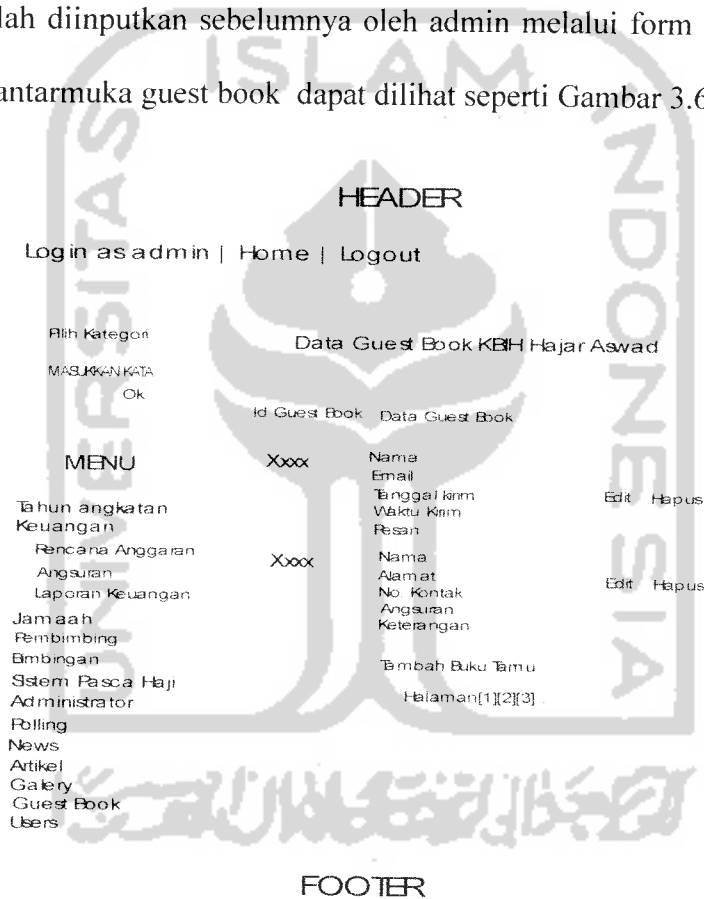 lah diinputkan sebelumnya oleh admin melalui form
antarmuka guest book dapat dilihat seperti Gambar 3.6
ISLAM
UNIVERSITAS
INDONESIA
HEADER
Login as admin | Home | Logout
Pilih Kategori
Data Guest Book KBIH Hajar Aswad
MASUKKAN KATA
Ok
Id Guest Book Data Guest Book
MENU
Tahun angkatan
Keuangan
Rencana Anggaran
Angsuran
Laporan Keuangan
Jamaah
Pembimbing
Bimbingan
Sistem Pasca Haji
Administrator
Polling
News
Artikel
Galery
Guest Book
Users
Xxxx
Nama
Email
Tanggal kirim
Waktu Kirim
Pesan
Edit Hapus
Xxxx
Nama
Alamat
No. Kontak
Angsuran
Keterangan
Edit Hapus
Tambah Buku Tamu
Halaman[1][2][3]
FOOTER